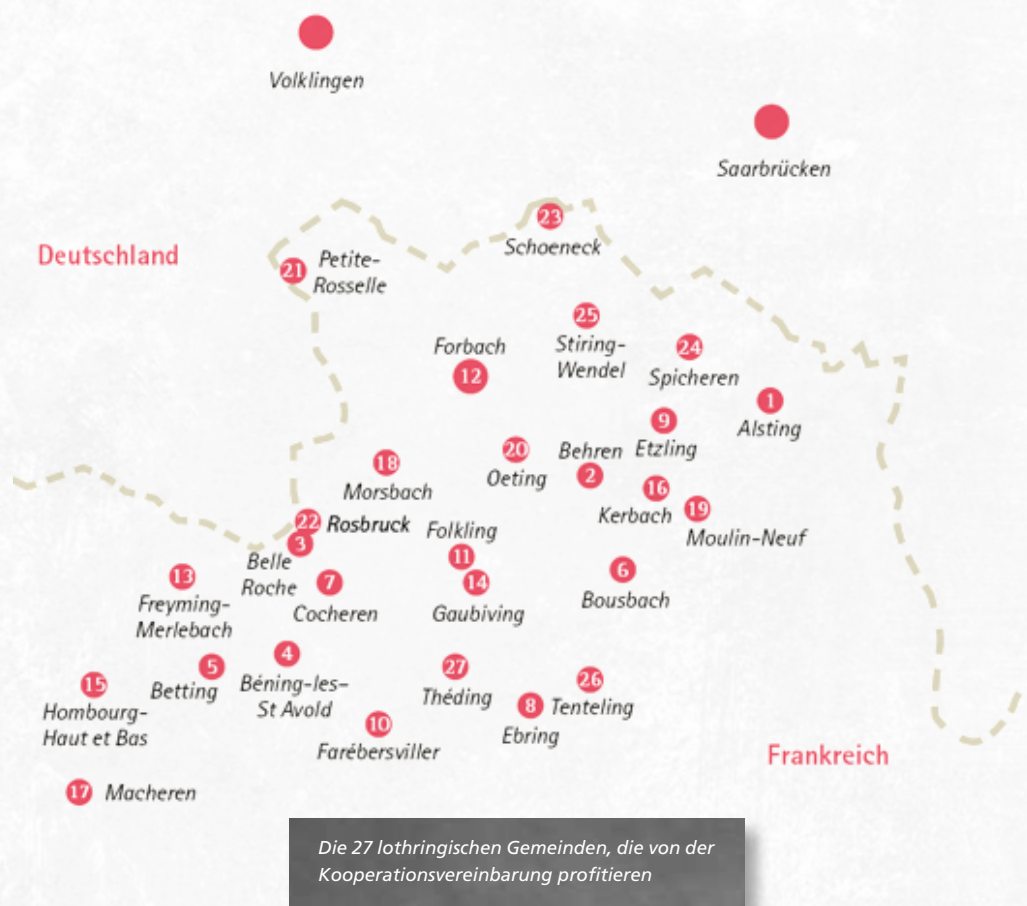 Volklingen
Saarbrücken
23
Schoeneck
Deutschland
21
Petite-
Rosselle
25
Stiring-
Wendel
Forbach
12
24
Spicheren
1
Alsting
9
Etzling
Behren
2
20
Oeting
18
Morsbach
16
Kerbach
19
Moulin-Neuf
22
Rosbruck
3
Belle
Roche
Folkling
11
14
Gaubiving
6
Bousbach
13
Freyming-
Merlebach
7
Cocheren
4
Béning-les-
St Avold
5
Betting
15
Hombourg-
Haut et Bas
27
Théding
26
Tenteling
8
Ebring
10
Farébersviller
Frankreich
17
Macheren
Die 27 lothringischen Gemeinden, die von der
Kooperationsvereinbarung profitieren